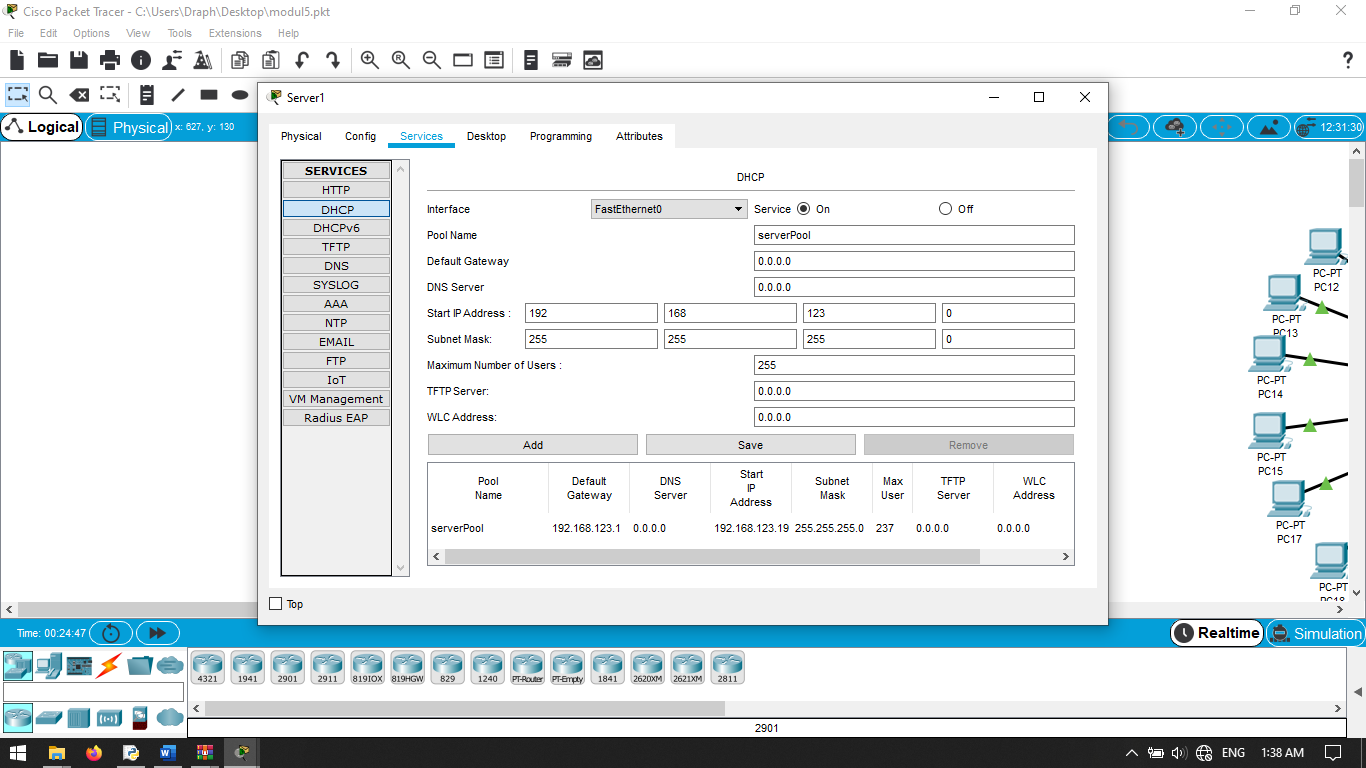 Cisco Packet Tracer - C:\Users\Draph\Desktop\modul5.pkt
File Edit Options View Tools Extensions Help
?
Logical Physical x: 627, y: 130 12:31:30
Server1
Physical Config Services Desktop Programming Attributes
SERVICES
HTTP
DHCP
DHCPv6
TFTP
DNS
SYSLOG
AAA
NTP
EMAIL
FTP
IoT
VM Management
Radius EAP
DHCP
Interface FastEthernet0 Service On Off
Pool Name serverPool
Default Gateway 0.0.0.0
DNS Server 0.0.0.0
Start IP Address : 192 168 123 0
Subnet Mask: 255 255 255 0
Maximum Number of Users : 255
TFTP Server: 0.0.0.0
WLC Address: 0.0.0.0
Add Save Remove
Pool Name Default Gateway DNS Server Start IP Address Subnet Mask Max User TFTP Server WLC Address
serverPool 192.168.123.1 0.0.0.0 192.168.123.19 255.255.255.0 237 0.0.0.0 0.0.0.0
Top
PC-PT
PC12
PC-PT
PC13
PC-PT
PC14
PC-PT
PC15
PC-PT
PC17
PC-PT
PC18
Time: 00:24:47 Realtime Simulation
4321 1941 2901 2911 819IOX 819HGW 829 1240 PT-Router PT-Empty 1841 2620XM 2621XM 2811
2901
ENG 1:38 AM